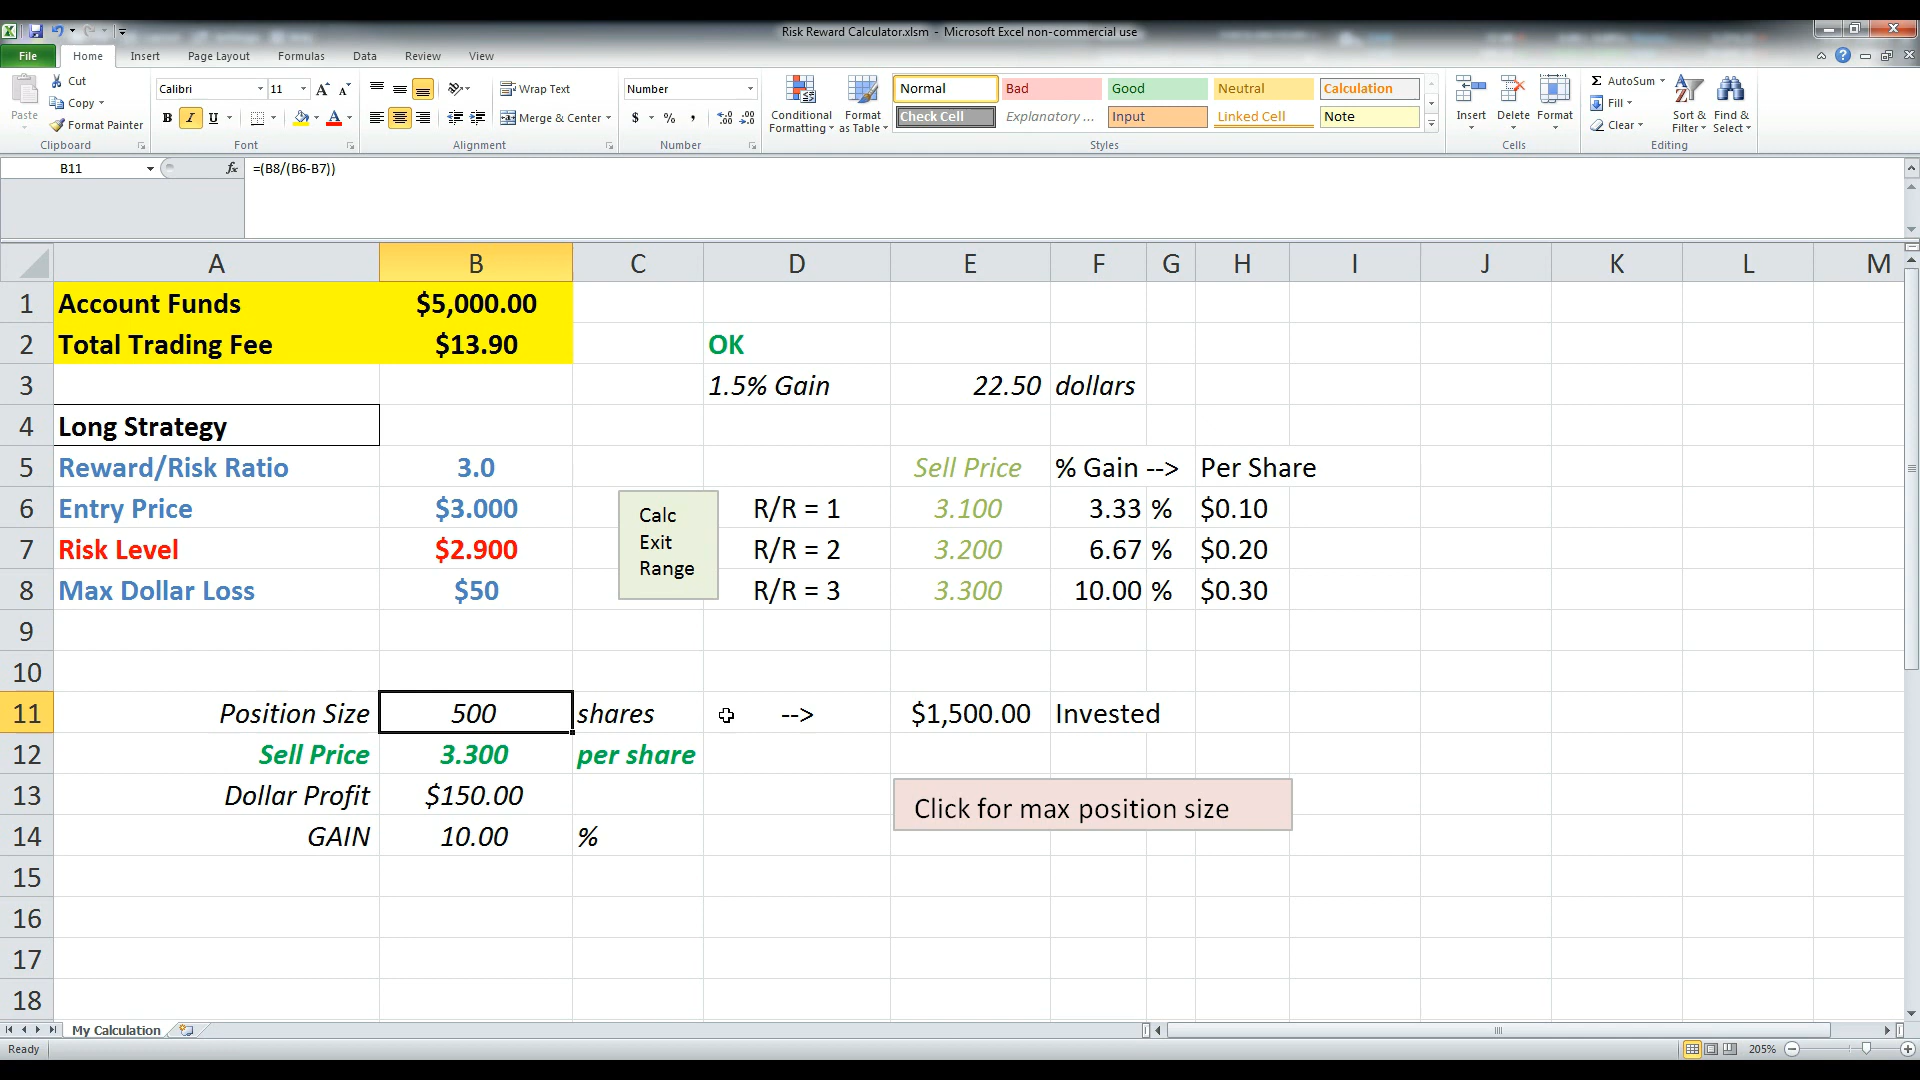 Risk Reward Calculator.xlsm - Microsoft Excel non-commercial use
File Home Insert Page Layout Formulas Data Review View
Paste Cut Copy Format Painter
Clipboard
Calibri 11
B I U
Font
Wrap Text
Merge & Center
Alignment
Number
$ % ,
Number
Conditional Formatting Format as Table
Normal Bad Good Neutral Calculation
Check Cell Explanatory ... Input Linked Cell Note
Styles
Insert Delete Format
Cells
AutoSum
Fill
Clear
Sort & Filter Find & Select
Editing
B11 fx =(B8/(B6-B7))
A B C D E F G H I J K L M
1 Account Funds $5,000.00
2 Total Trading Fee $13.90 OK
3 1.5% Gain 22.50 dollars
4 Long Strategy
5 Reward/Risk Ratio 3.0 Sell Price % Gain --> Per Share
6 Entry Price $3.000 R/R = 1 3.100 3.33 % $0.10
7 Risk Level $2.900 R/R = 2 3.200 6.67 % $0.20
8 Max Dollar Loss $50 R/R = 3 3.300 10.00 % $0.30
Calc
Exit
Range
9
10
11 Position Size 500 shares --> $1,500.00 Invested
12 Sell Price 3.300 per share
13 Dollar Profit $150.00
Click for max position size
14 GAIN 10.00 %
15
16
17
18
My Calculation
Ready 205%